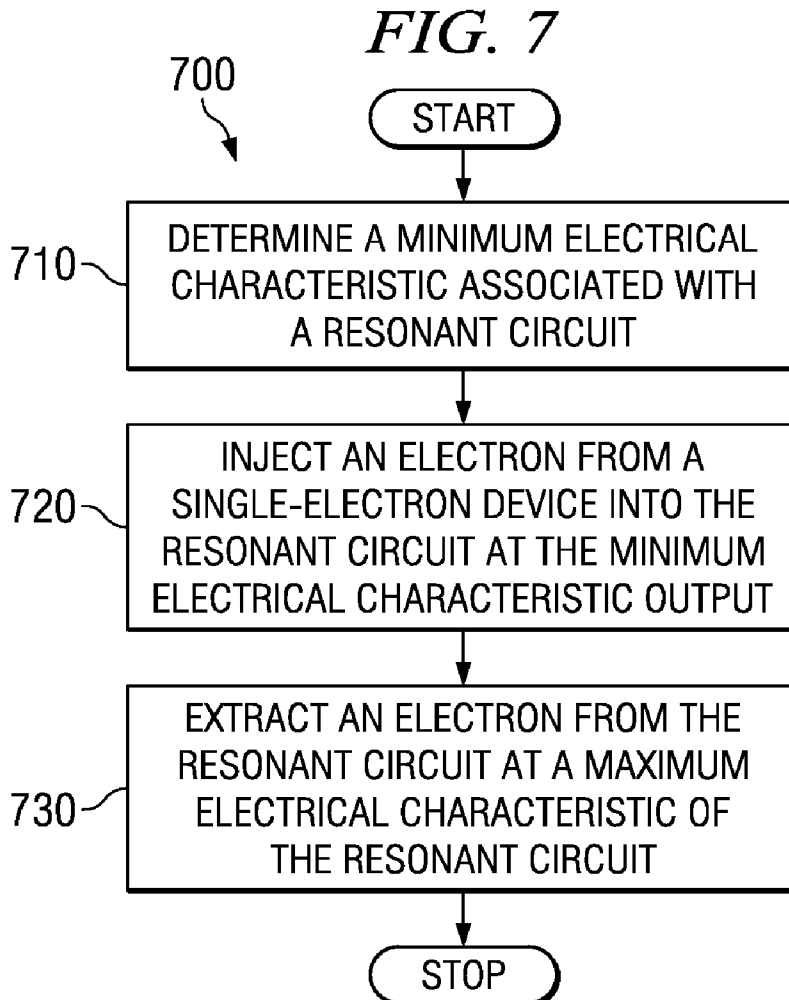 FIG. 7
700
START
710
DETERMINE A MINIMUM ELECTRICAL
CHARACTERISTIC ASSOCIATED WITH
A RESONANT CIRCUIT
720
INJECT AN ELECTRON FROM A
SINGLE-ELECTRON DEVICE INTO THE
RESONANT CIRCUIT AT THE MINIMUM
ELECTRICAL CHARACTERISTIC OUTPUT
730
EXTRACT AN ELECTRON FROM THE
RESONANT CIRCUIT AT A MAXIMUM
ELECTRICAL CHARACTERISTIC OF
THE RESONANT CIRCUIT
STOP